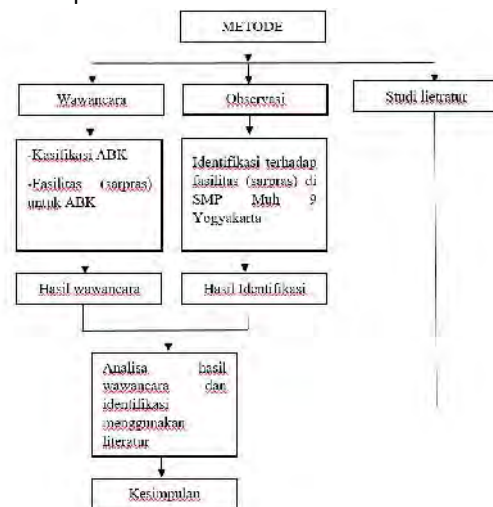 METODE
Wawancara
Observasi
Studi lietratur
-Kasifikasi ABK
-Fasilitas (sarpras)
untuk ABK
Identifikasi terhadap
fasilitas (sarpras) di
SMP Muh 9
Yogyakarta
Hasil wawancara
Hasil Identifikasi
Analisa hasil
wawancara dan
identifikasi
menggunakan
literatur
Kesimpulan